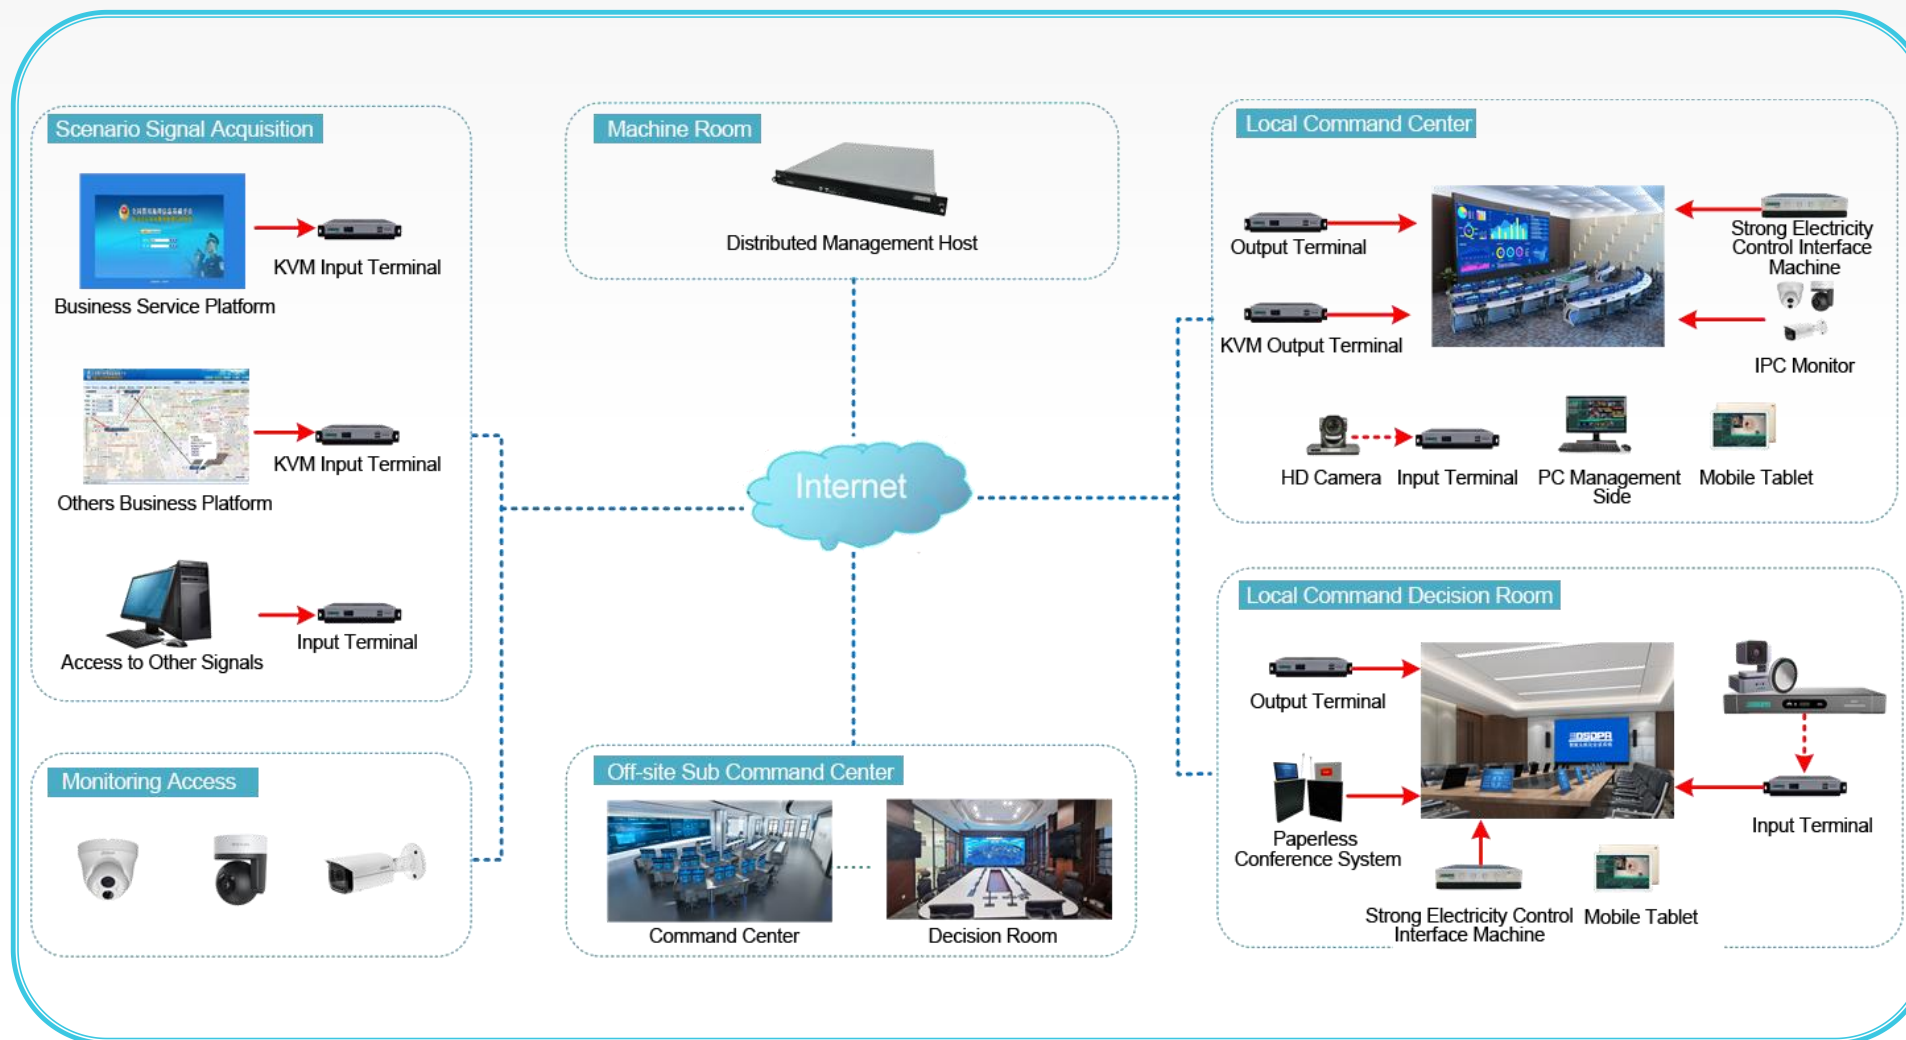 Scenario Signal Acquisition
KVM Input Terminal
Business Service Platform
KVM Input Terminal
Others Business Platform
Input Terminal
Access to Other Signals
Monitoring Access
Machine Room
Distributed Management Host
Internet
Off-site Sub Command Center
Command Center
Decision Room
Local Command Center
Output Terminal
Strong Electricity
Control Interface
Machine
KVM Output Terminal
IPC Monitor
HD Camera
Input Terminal
PC Management
Side
Mobile Tablet
Local Command Decision Room
Output Terminal
DSPPA
Paperless
Conference System
Input Terminal
Strong Electricity Control
Interface Machine
Mobile Tablet